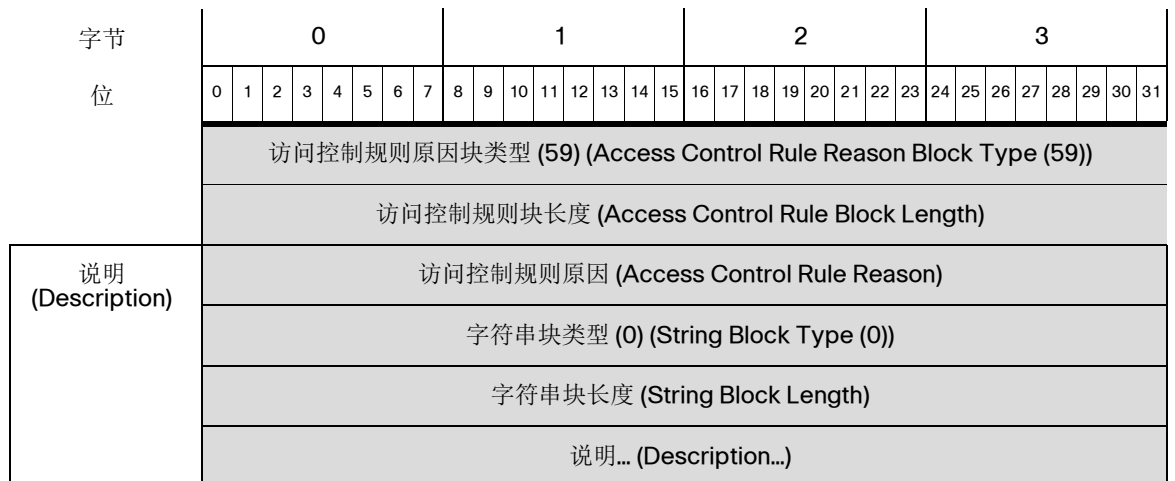 字节 0 1 2 3
位 0 1 2 3 4 5 6 7 8 9 10 11 12 13 14 15 16 17 18 19 20 21 22 23 24 25 26 27 28 29 30 31
访问控制规则原因块类型 (59) (Access Control Rule Reason Block Type (59))
访问控制规则块长度 (Access Control Rule Block Length)
说明
(Description)
访问控制规则原因 (Access Control Rule Reason)
字符串块类型 (0) (String Block Type (0))
字符串块长度 (String Block Length)
说明... (Description...)